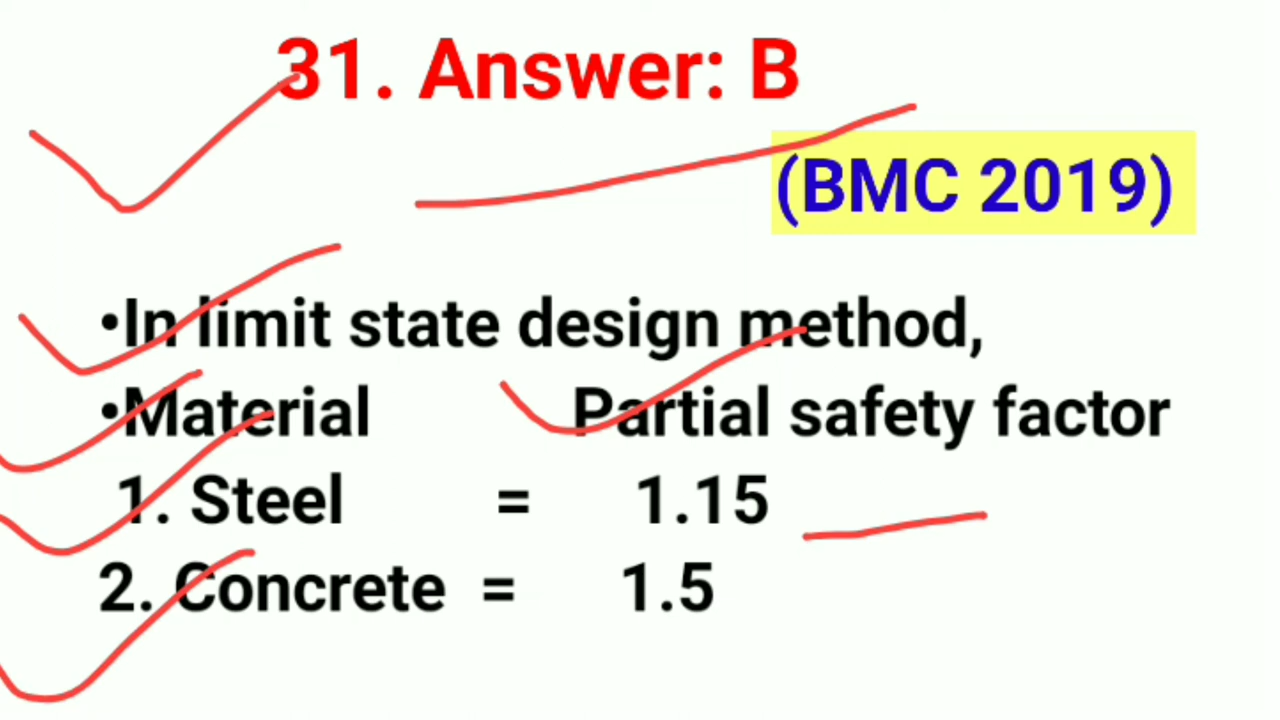 31. Answer: B
(BMC 2019)
•In limit state design method,
•Material Partial safety factor
1. Steel = 1.15
2. Concrete = 1.5